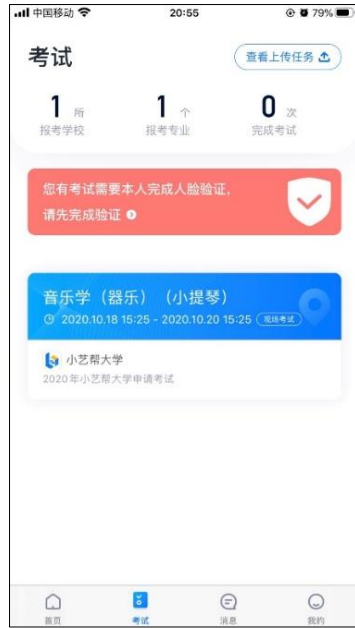 中国移动 20:55 79%
考试 查看上传任务
1 所 1 个 0 次
报考学校 报考专业 完成考试
您有考试需要本人完成人脸验证,
请先完成验证
音乐学（器乐）（小提琴）
2020.10.18 15:25 - 2020.10.20 15:25 现场考试
小艺帮大学
2020年小艺帮大学申请考试
首页 考试 消息 我的